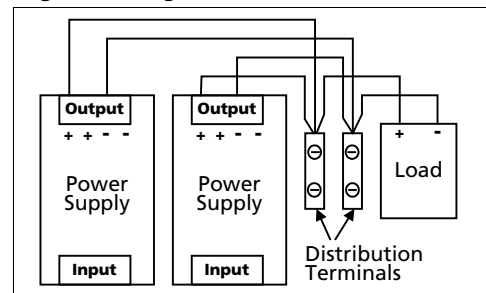 Output
+ + - -
Power
Supply
Input
Output
+ + - -
Power
Supply
Input
+ -
Load
Distribution
Terminals